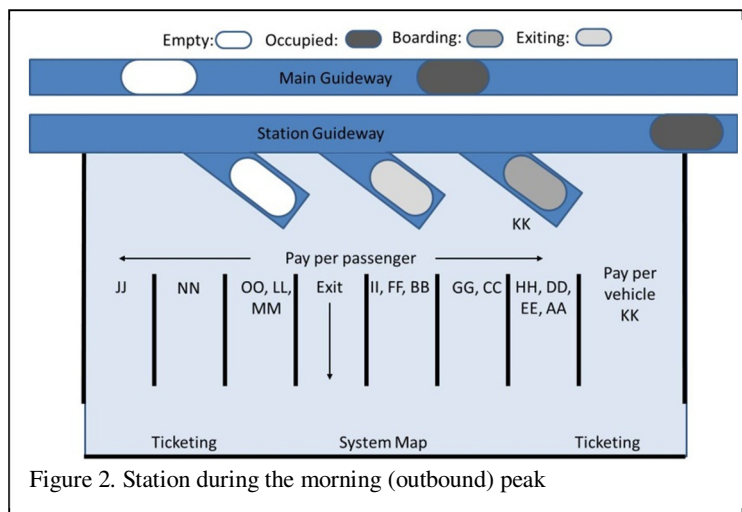 Empty: Occupied: Boarding: Exiting:
Main Guideway
Station Guideway
KK
Pay per passenger
JJ
NN
OO, LL,
MM
Exit
II, FF, BB
GG, CC
HH, DD,
EE, AA
Pay per
vehicle
KK
Ticketing System Map Ticketing
Figure 2. Station during the morning (outbound) peak